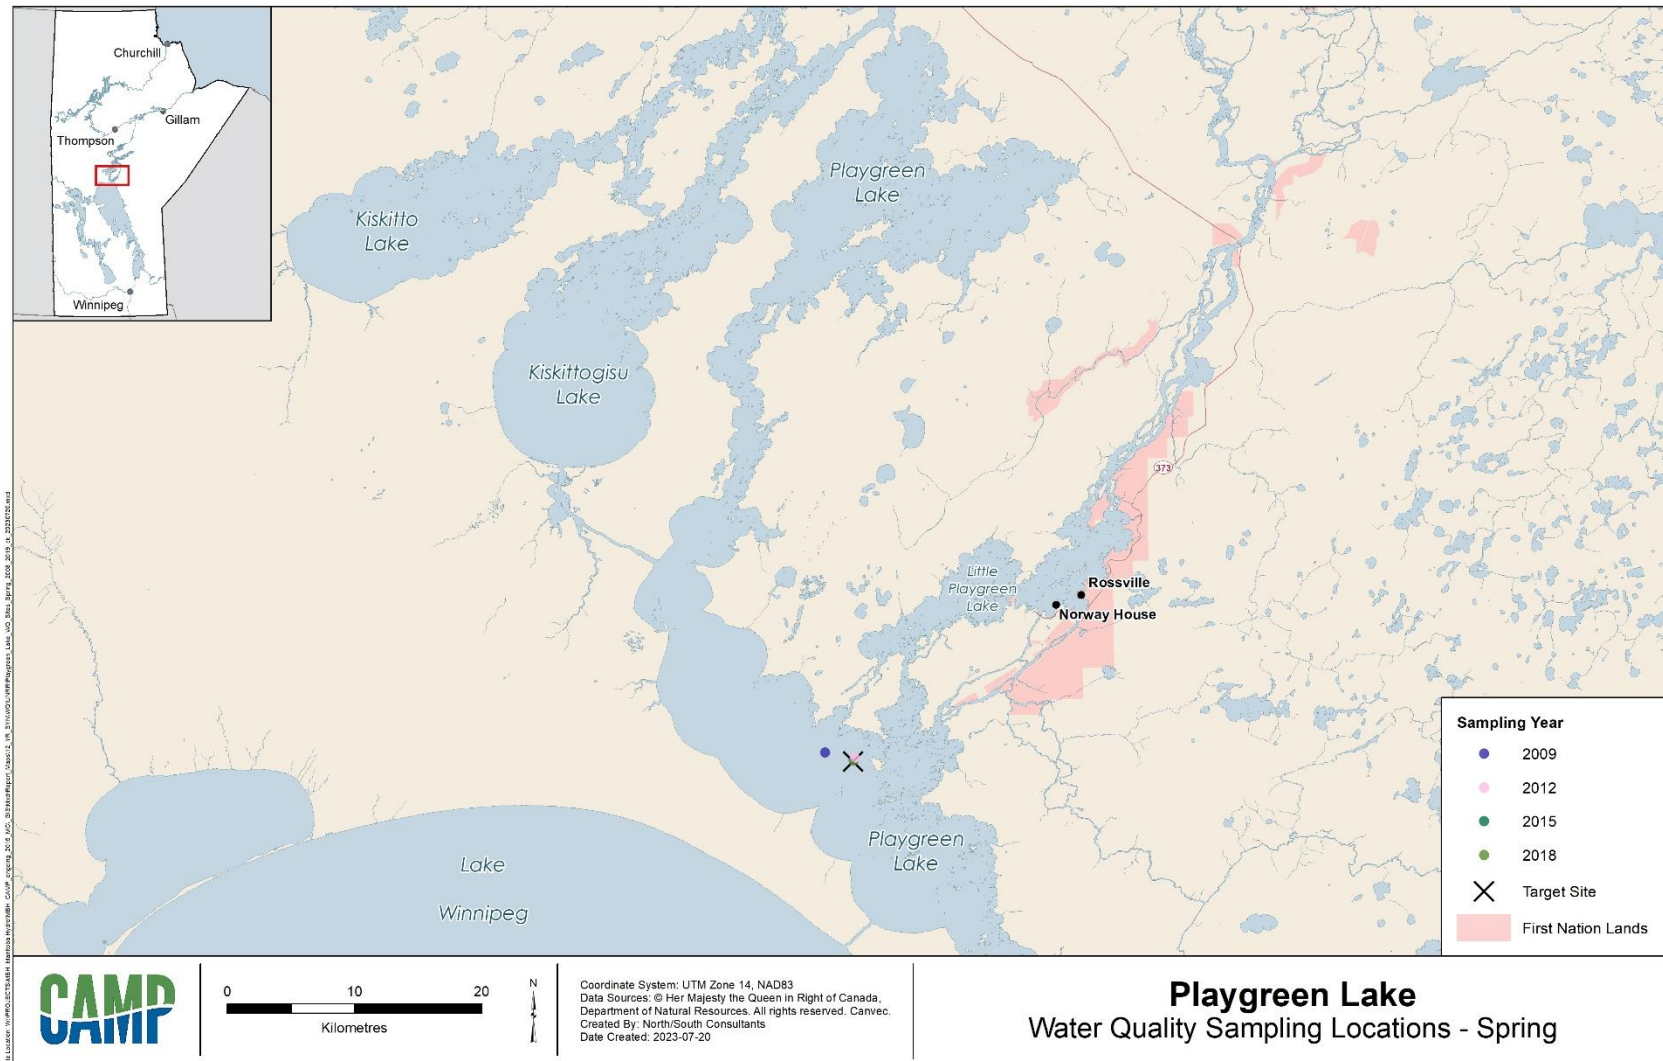 Churchill
Gillam
Thompson
Winnipeg
Playgreen
Lake
Kiskitto
Lake
Kiskittogisu
Lake
373
Little
Playgreen
Lake
Rossville
Norway House
Playgreen
Lake
Lake
Winnipeg
Sampling Year
2009
2012
2015
2018
Target Site
First Nation Lands
CAMP
0 10 20
Kilometres
N
Coordinate System: UTM Zone 14, NAD83
Data Sources: © Her Majesty the Queen in Right of Canada,
Department of Natural Resources. All rights reserved. Canvec.
Created By: North/South Consultants
Date Created: 2023-07-20
Playgreen Lake
Water Quality Sampling Locations - Spring